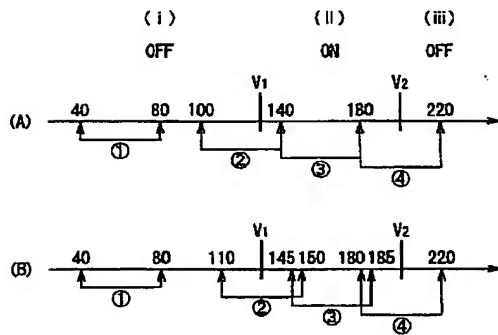 ( i ) ( ii ) (iii)
OFF ON OFF
V1 V2
40 80 100 140 180 220
(A)
① ② ③ ④
V1 V2
40 80 110 145 150 180 185 220
(B)
① ② ③ ④